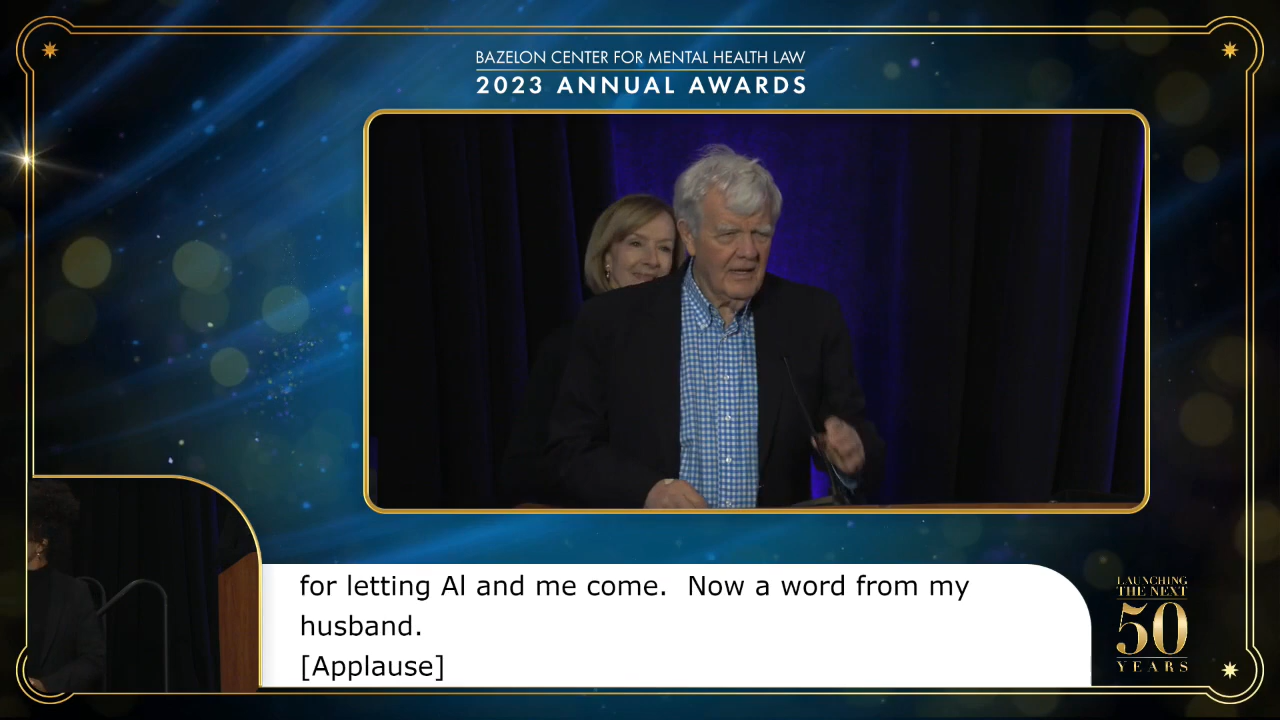 BAZELON CENTER FOR MENTAL HEALTH LAW
2023 ANNUAL AWARDS
for letting Al and me come.  Now a word from my
husband.
[Applause]
LAUNCHING
THE NEXT
50
YEARS